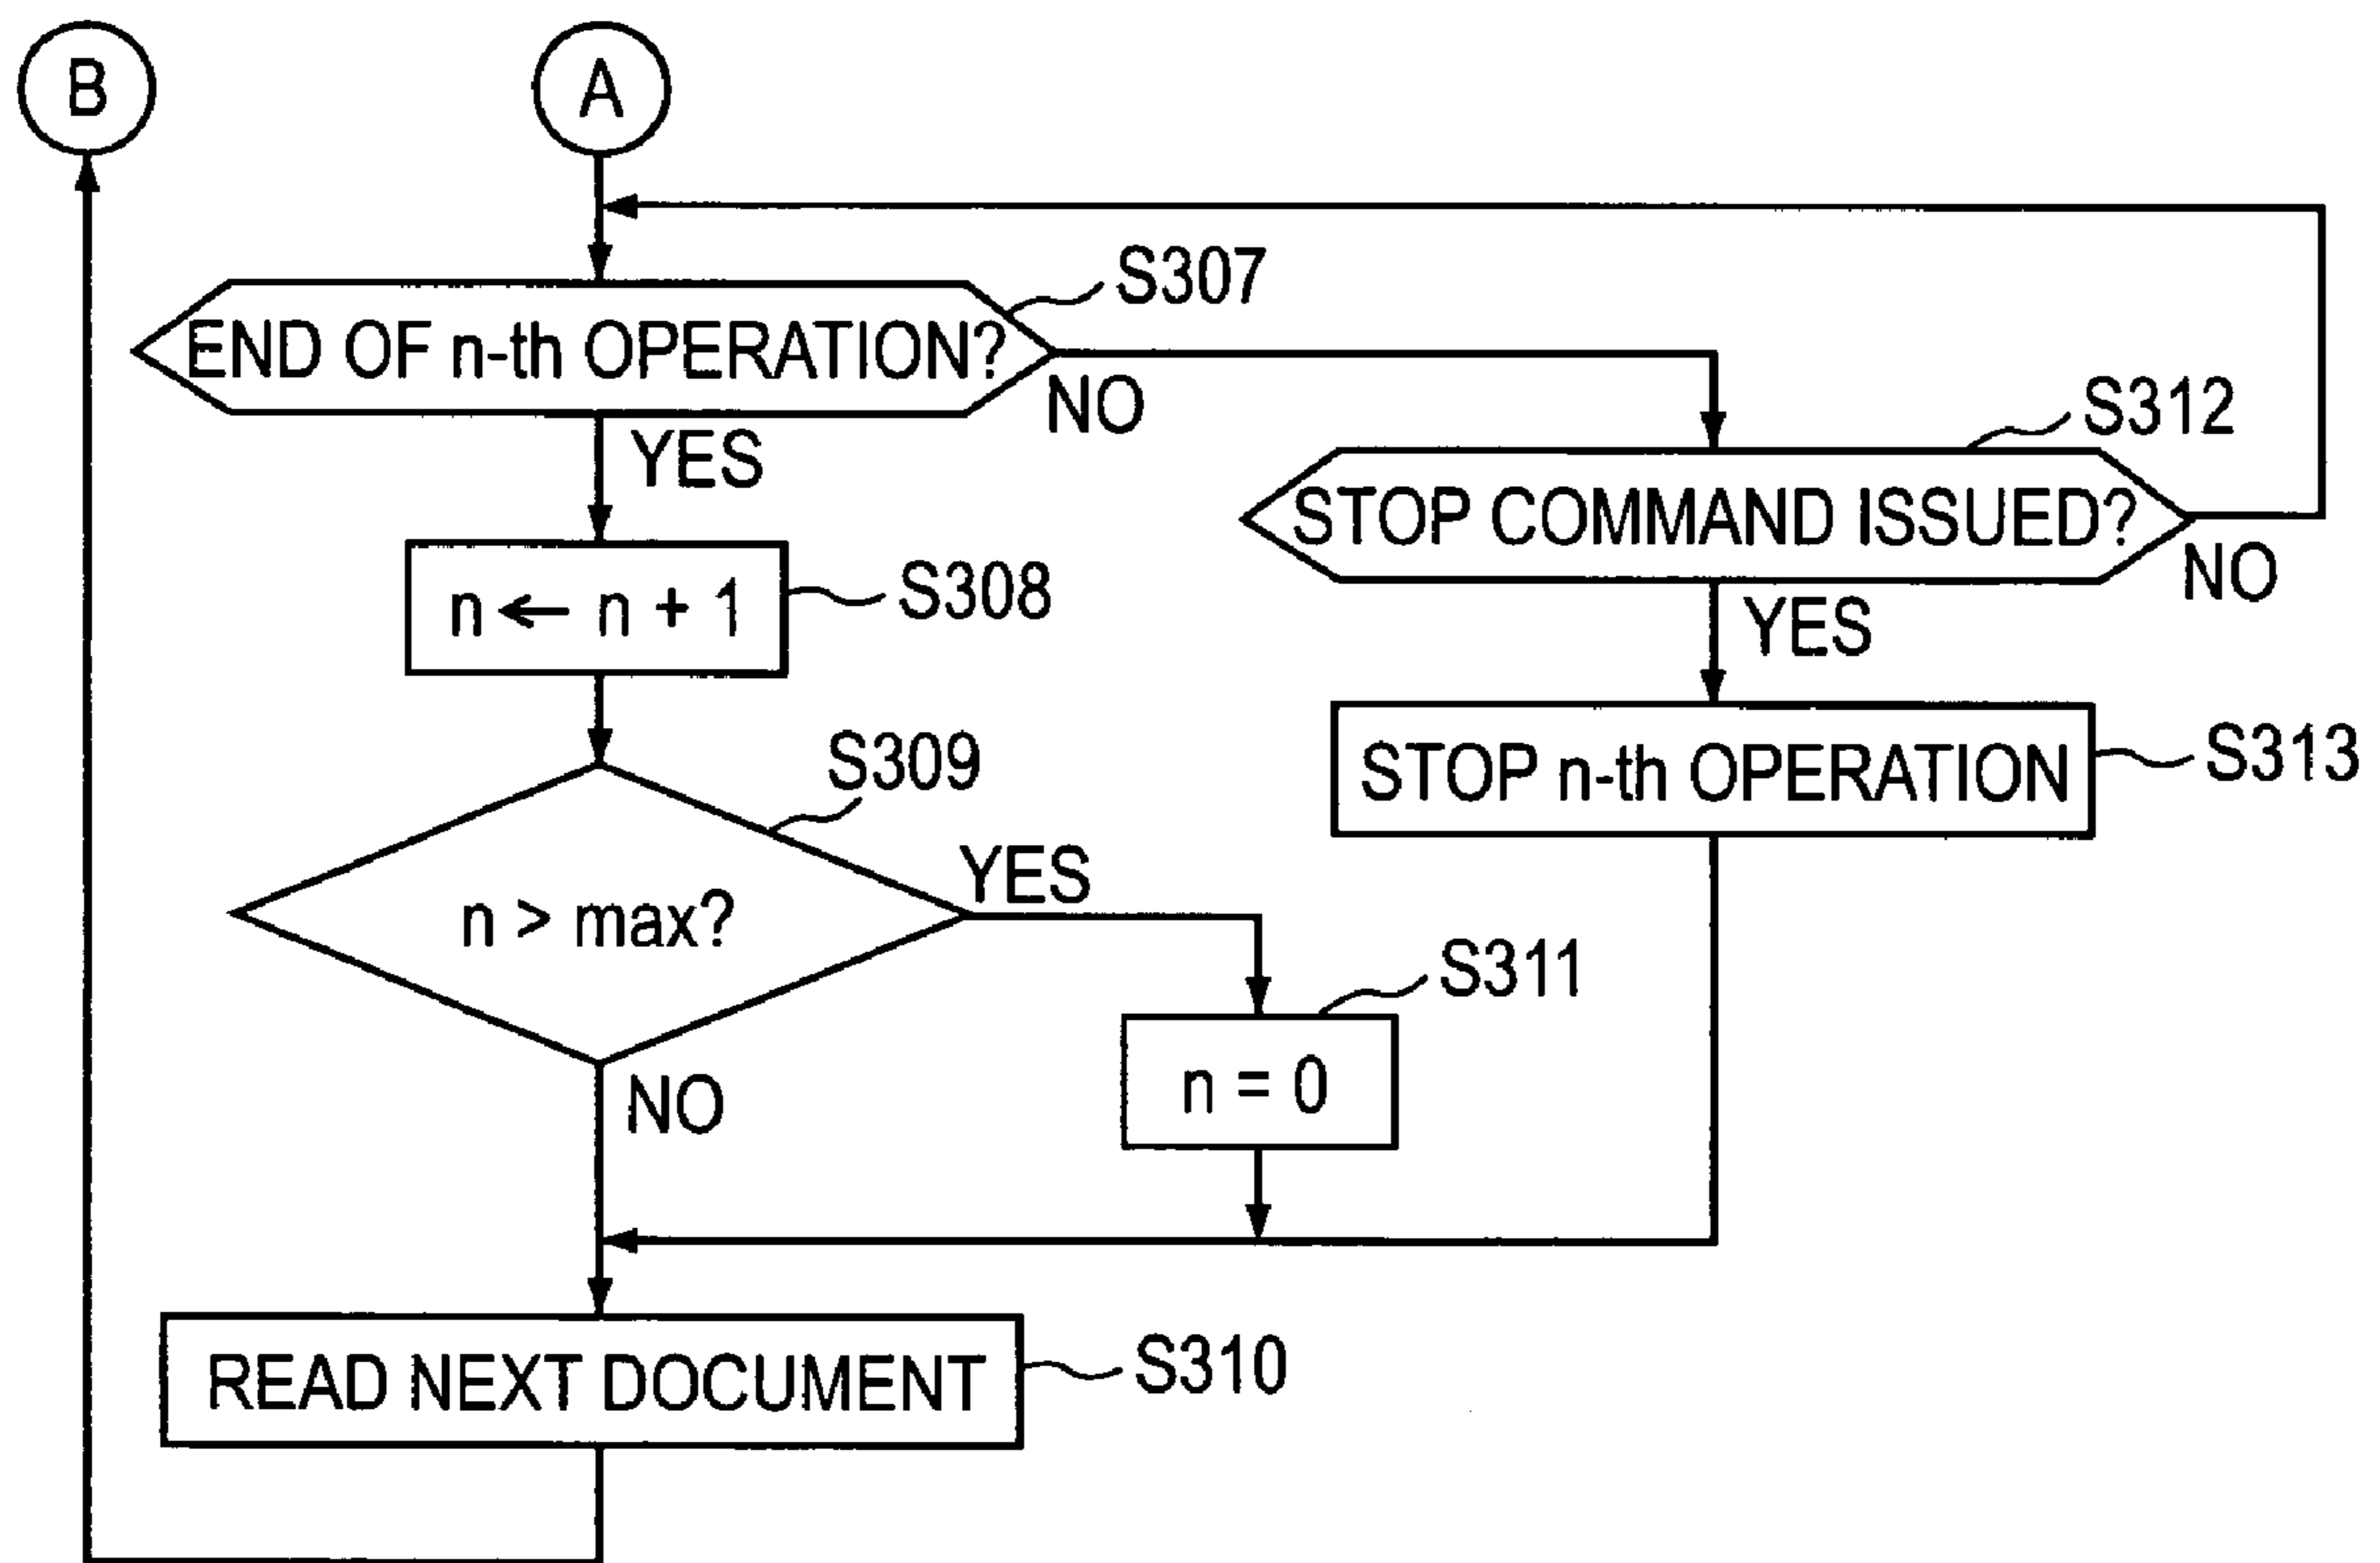 B
A
S307
END OF n-th OPERATION?
NO
YES
S312
STOP COMMAND ISSUED?
NO
YES
S308
n ← n + 1
S313
STOP n-th OPERATION
S309
n > max?
YES
NO
S311
n = 0
S310
READ NEXT DOCUMENT